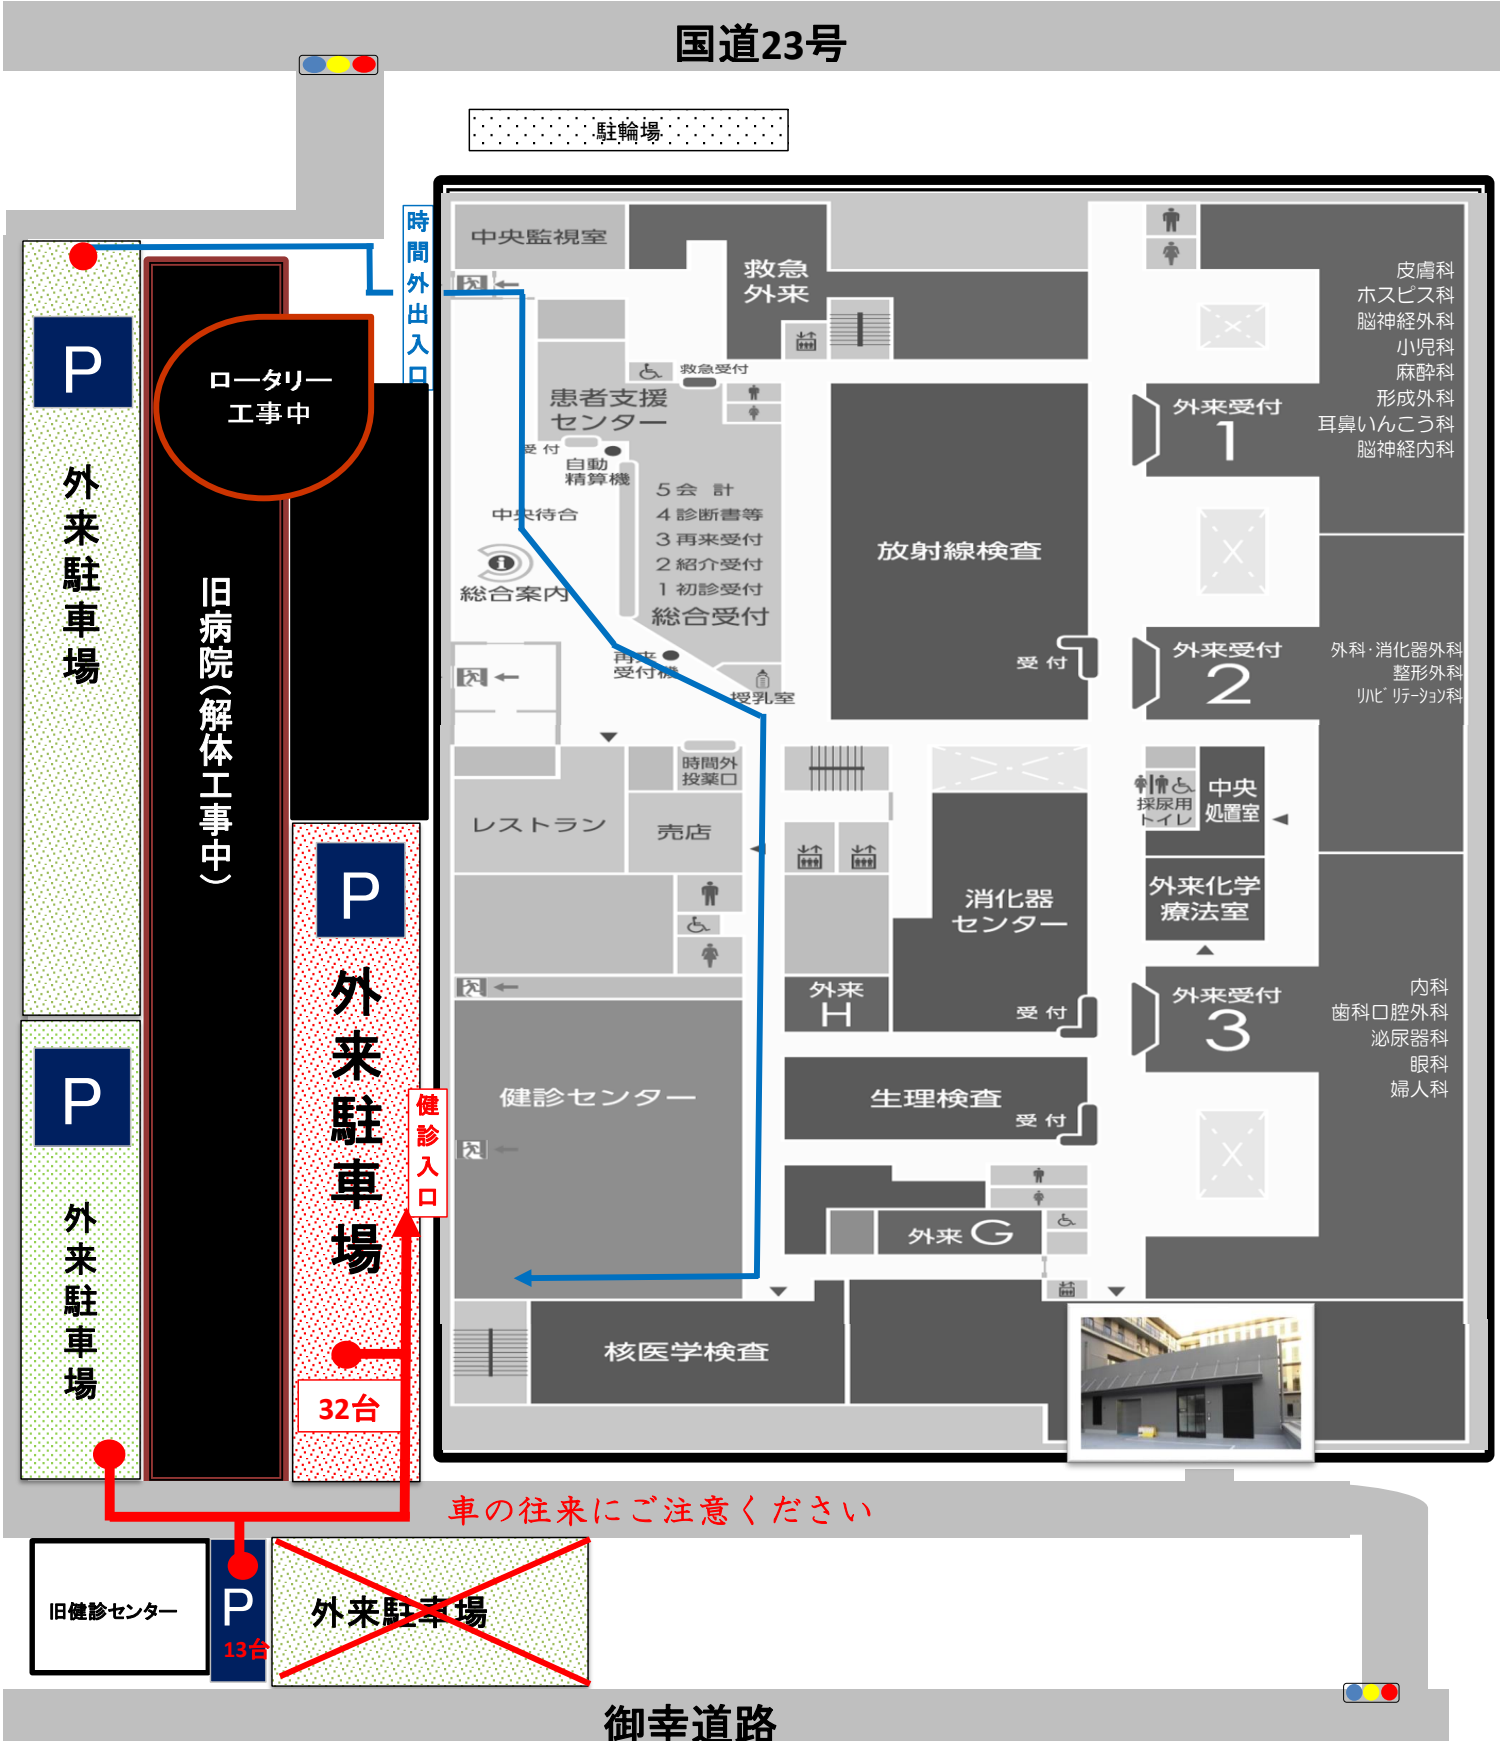 国道23号
駐輪場
時間外出入口
中央監視室
救急
外来
皮膚科
ホスピス科
脳神経外科
小児科
麻酔科
形成外科
耳鼻いんこう科
脳神経内科
P
外来駐車場
ロータリー
工事中
旧病院(解体工事中)
救急受付
患者支援
センター
受付
自動
精算機
中央待合
総合案内
5 会 計
4 診断書等
3 再来受付
2 紹介受付
1 初診受付
総合受付
再来
受付機
授乳室
放射線検査
受付
外来受付
1
外来受付
2
外科・消化器外科
整形外科
リハビリテーション科
時間外
投薬口
レストラン
売店
採尿用
トイレ
中央
処置室
外来化学
療法室
消化器
センター
受付
外来
H
外来受付
3
内科
歯科口腔外科
泌尿器科
眼科
婦人科
P
外来駐車場
健診入口
健診センター
生理検査
受付
外来 G
核医学検査
32台
P
外来駐車場
車の往来にご注意ください
旧健診センター
P
13台
外来駐車場
御幸道路